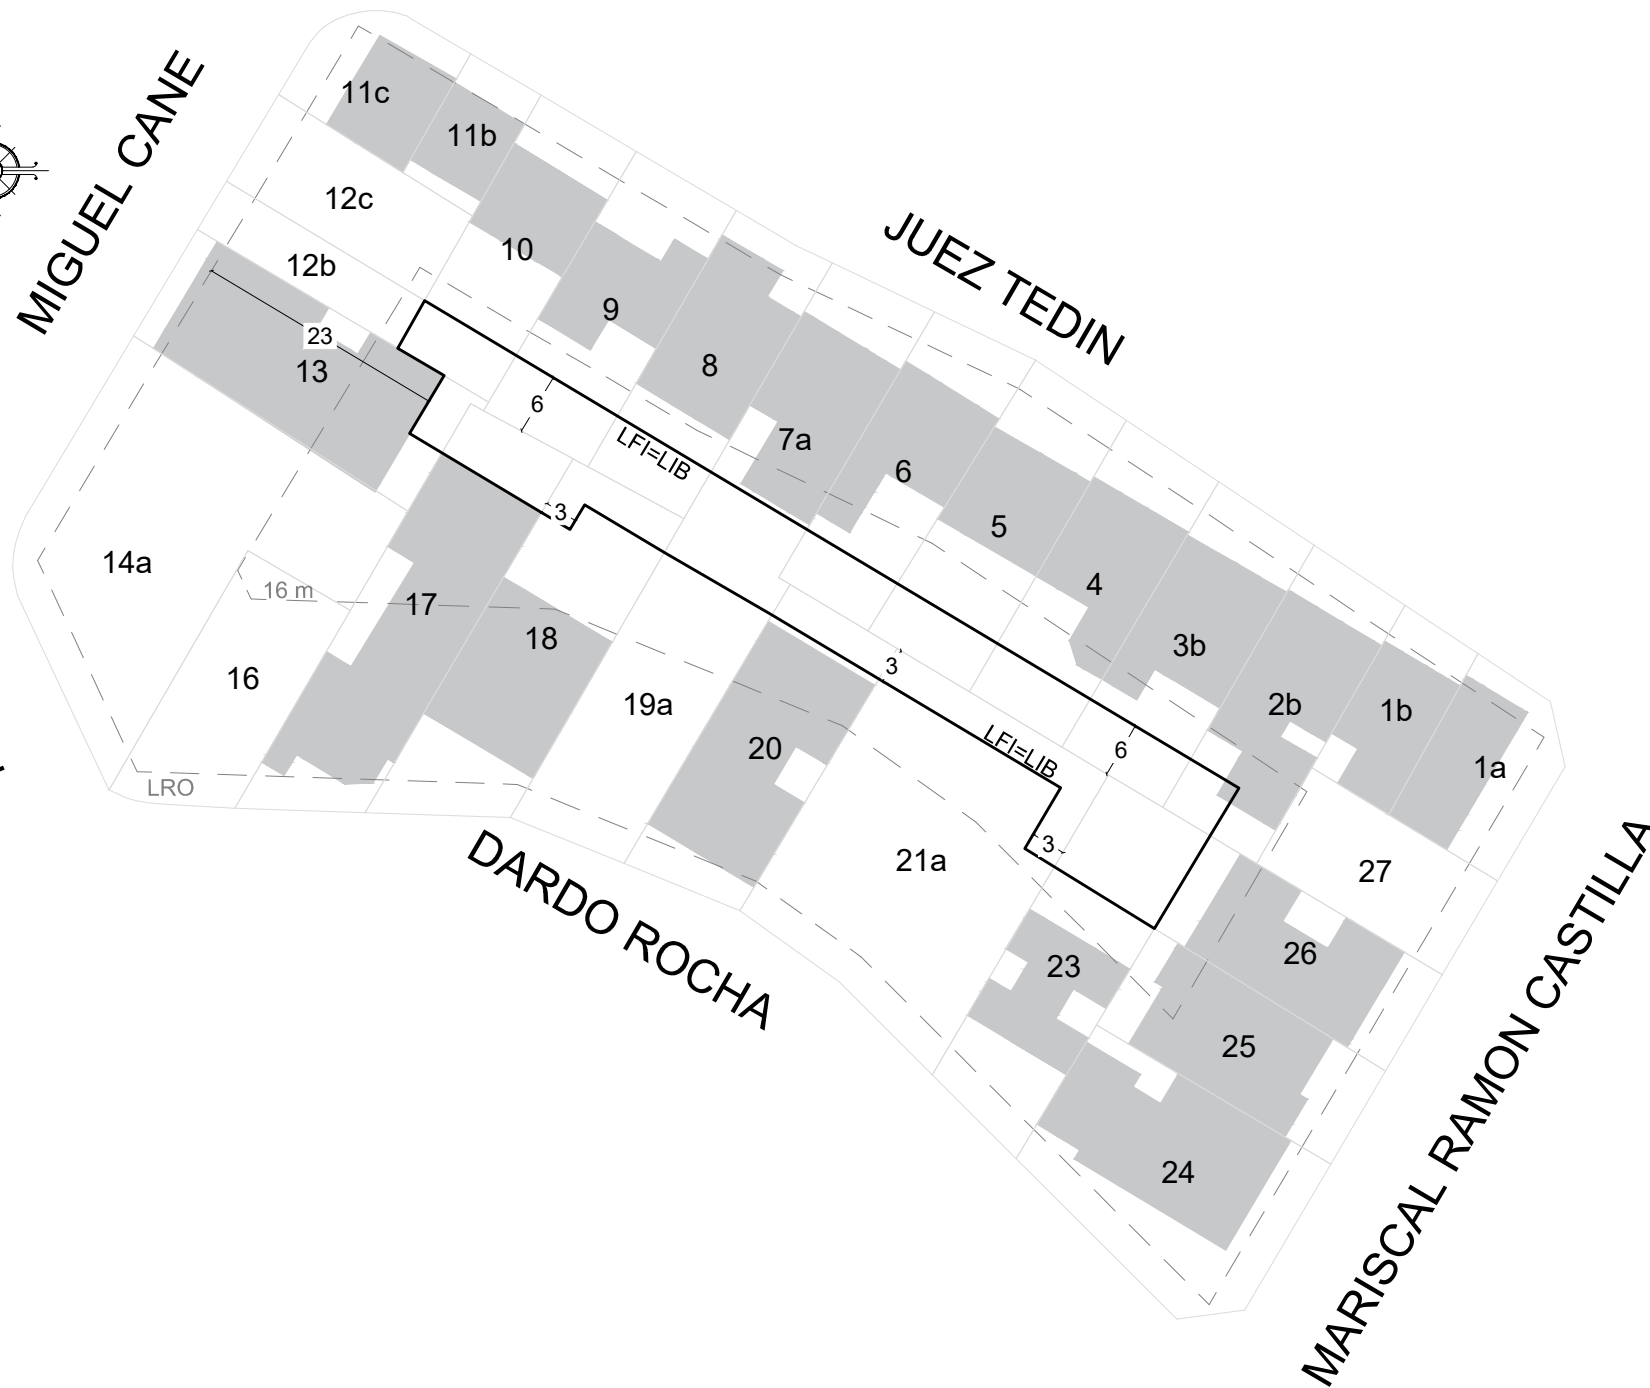 MIGUEL CANE
11c
11b
12c
10
12b
JUEZ TEDIN
9
23
13
8
6
7a
LFI=LIB
6
3
5
14a
16 m
17
4
18
3b
3
16
19a
2b
1b
20
LFI=LIB
6
1a
LRO
3
21a
27
DARDO ROCHA
23
26
25
MARISCAL RAMON CASTILLA
24